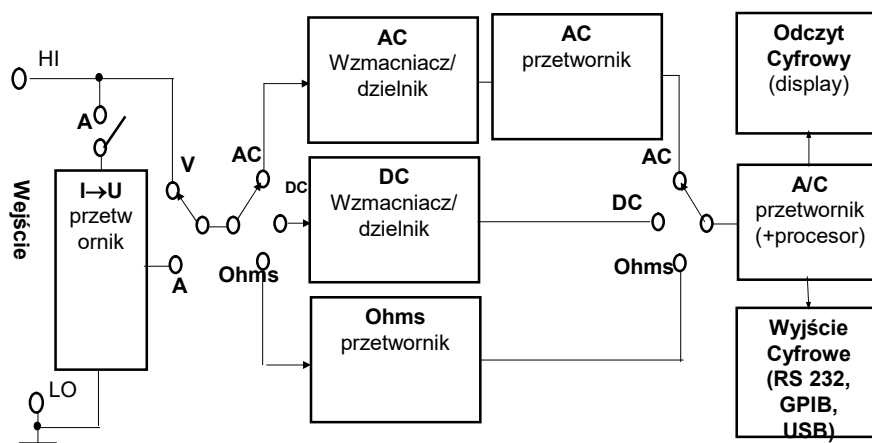 HI
A
Wejście
I→U
przetw
ornik
LO
V
A
AC
DC
Ohms
AC
Wzmacniacz/
dzielnik
AC
przetwornik
DC
Wzmacniacz/
dzielnik
Ohms
przetwornik
AC
DC
Ohms
Odczyt
Cyfrowy
(display)
A/C
przetwornik
(+procesor)
Wyjście
Cyfrowe
(RS 232,
GPIB,
USB)